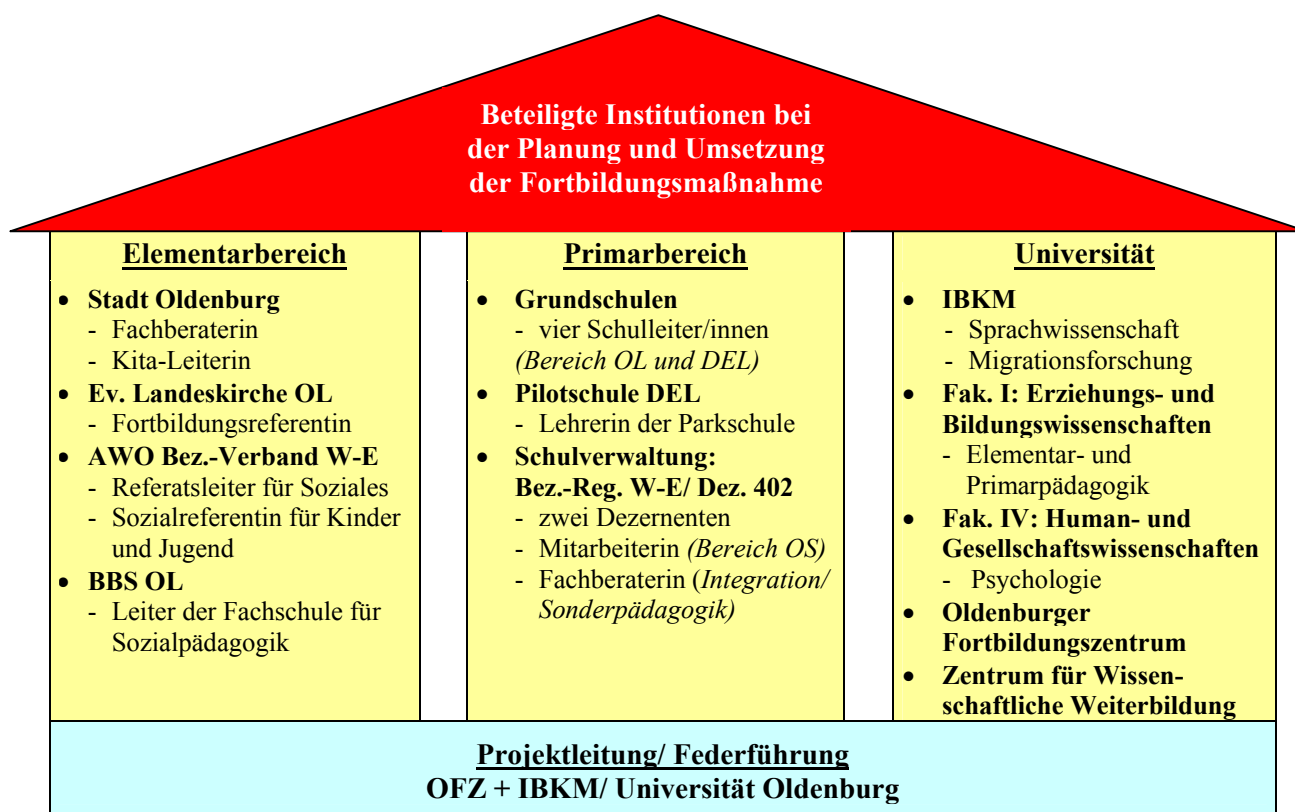 Beteiligte Institutionen bei
der Planung und Umsetzung
der Fortbildungsmaßnahme
Elementarbereich
• Stadt Oldenburg
- Fachberaterin
- Kita-Leiterin
• Ev. Landeskirche OL
- Fortbildungsreferentin
• AWO Bez.-Verband W-E
- Referatsleiter für Soziales
- Sozialreferentin für Kinder
und Jugend
• BBS OL
- Leiter der Fachschule für
Sozialpädagogik
Primarbereich
• Grundschulen
- vier Schulleiter/innen
(Bereich OL und DEL)
• Pilotschule DEL
- Lehrerin der Parkschule
• Schulverwaltung:
Bez.-Reg. W-E/ Dez. 402
- zwei Dezernenten
- Mitarbeiterin (Bereich OS)
- Fachberaterin (Integration/
Sonderpädagogik)
Universität
• IBKM
- Sprachwissenschaft
- Migrationsforschung
• Fak. I: Erziehungs- und
Bildungswissenschaften
- Elementar- und
Primarpädagogik
• Fak. IV: Human- und
Gesellschaftswissenschaften
- Psychologie
• Oldenburger
Fortbildungszentrum
• Zentrum für Wissen-
schaftliche Weiterbildung
Projektleitung/ Federführung
OFZ + IBKM/ Universität Oldenburg